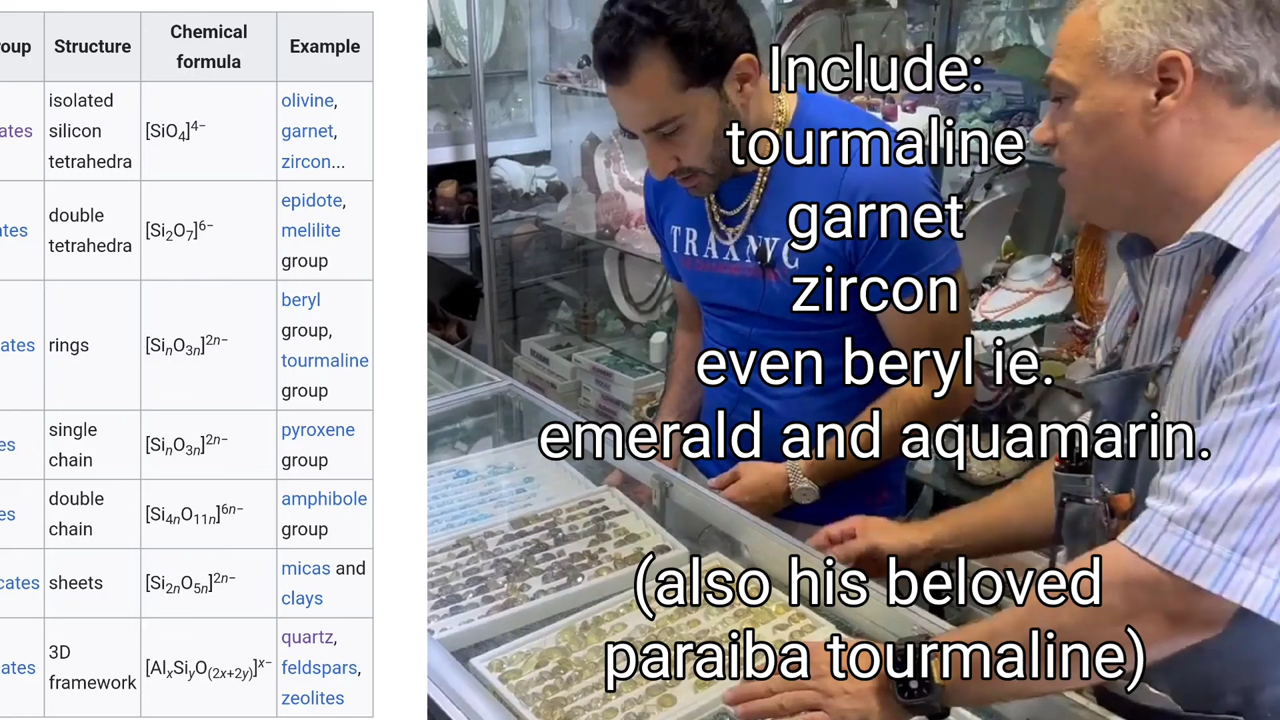 oup Structure Chemical formula Example
ates isolated silicon tetrahedra [SiO4]4− olivine, garnet, zircon...
ates double tetrahedra [Si2O7]6− epidote, melilite group
ates rings [SinO3n]2n− beryl group, tourmaline group
es single chain [SinO3n]2n− pyroxene group
es double chain [Si4nO11n]6n− amphibole group
cates sheets [Si2nO5n]2n− micas and clays
ates 3D framework [AlxSiyO(2x+2y)]x− quartz, feldspars, zeolites
Include:
tourmaline
garnet
zircon
even beryl ie.
emerald and aquamarin.
(also his beloved
paraiba tourmaline)
TRAXNYC